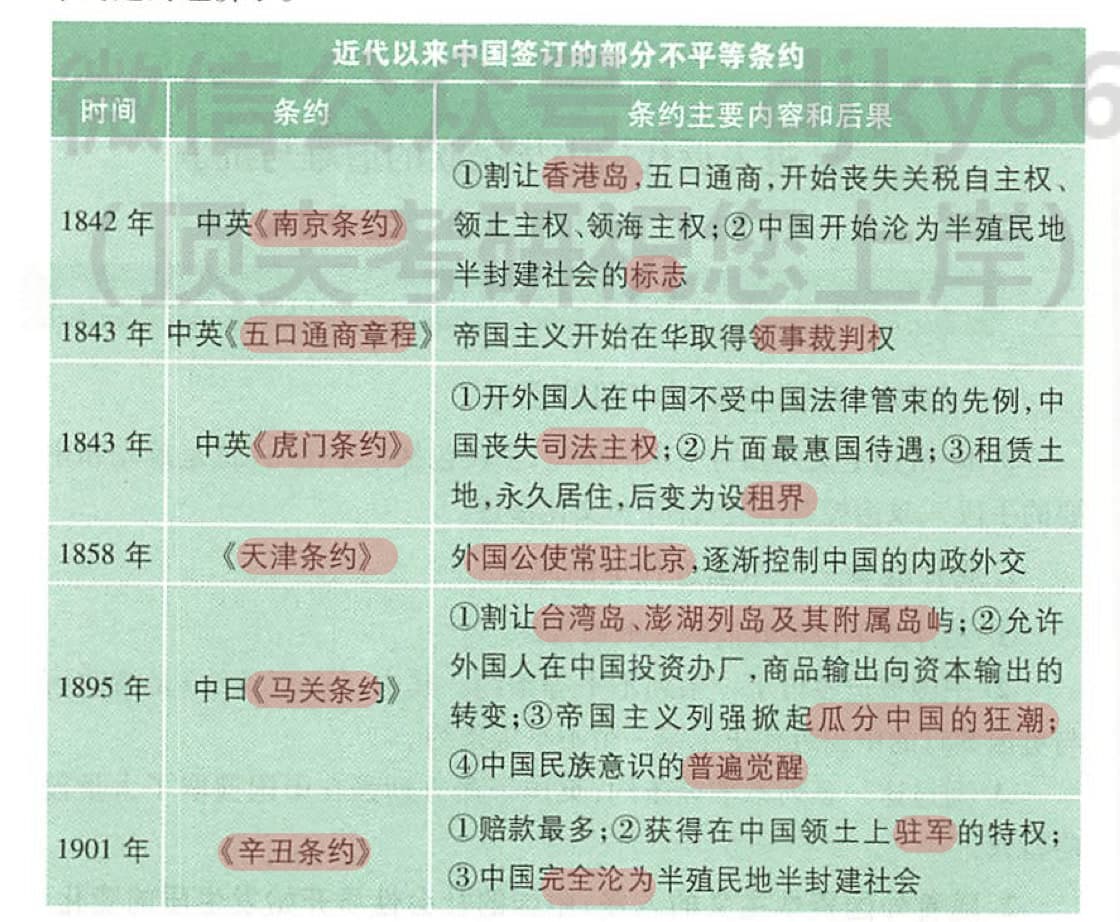 近代以来中国签订的部分不平等条约
时间 条约 条约主要内容和后果
1842 年 中英《南京条约》 ①割让香港岛,五口通商,开始丧失关税自主权、
领土主权、领海主权;②中国开始沦为半殖民地
半封建社会的标志
1843 年 中英《五口通商章程》 帝国主义开始在华取得领事裁判权
1843 年 中英《虎门条约》 ①开外国人在中国不受中国法律管束的先例,中
国丧失司法主权;②片面最惠国待遇;③租赁土
地,永久居住,后变为设租界
1858 年 《天津条约》 外国公使常驻北京,逐渐控制中国的内政外交
1895 年 中日《马关条约》 ①割让台湾岛、澎湖列岛及其附属岛屿;②允许
外国人在中国投资办厂,商品输出向资本输出的
转变;③帝国主义列强掀起瓜分中国的狂潮;
④中国民族意识的普遍觉醒
1901 年 《辛丑条约》 ①赔款最多;②获得在中国领土上驻军的特权;
③中国完全沦为半殖民地半封建社会
微信公众号:djky66
(顶尖考研祝您上岸)